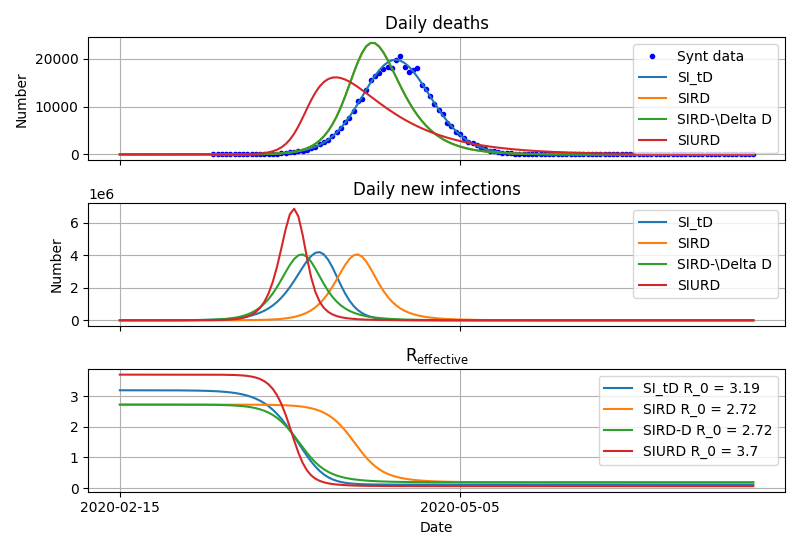 Daily deaths
Number
20000
10000
0
Synt data
SI_tD
SIRD
SIRD-\Delta D
SIURD
1e6
Daily new infections
Number
6
4
2
0
SI_tD
SIRD
SIRD-\Delta D
SIURD
R_effective
3
2
1
0
SI_tD R_0 = 3.19
SIRD R_0 = 2.72
SIRD-D R_0 = 2.72
SIURD R_0 = 3.7
2020-02-15
2020-05-05
Date